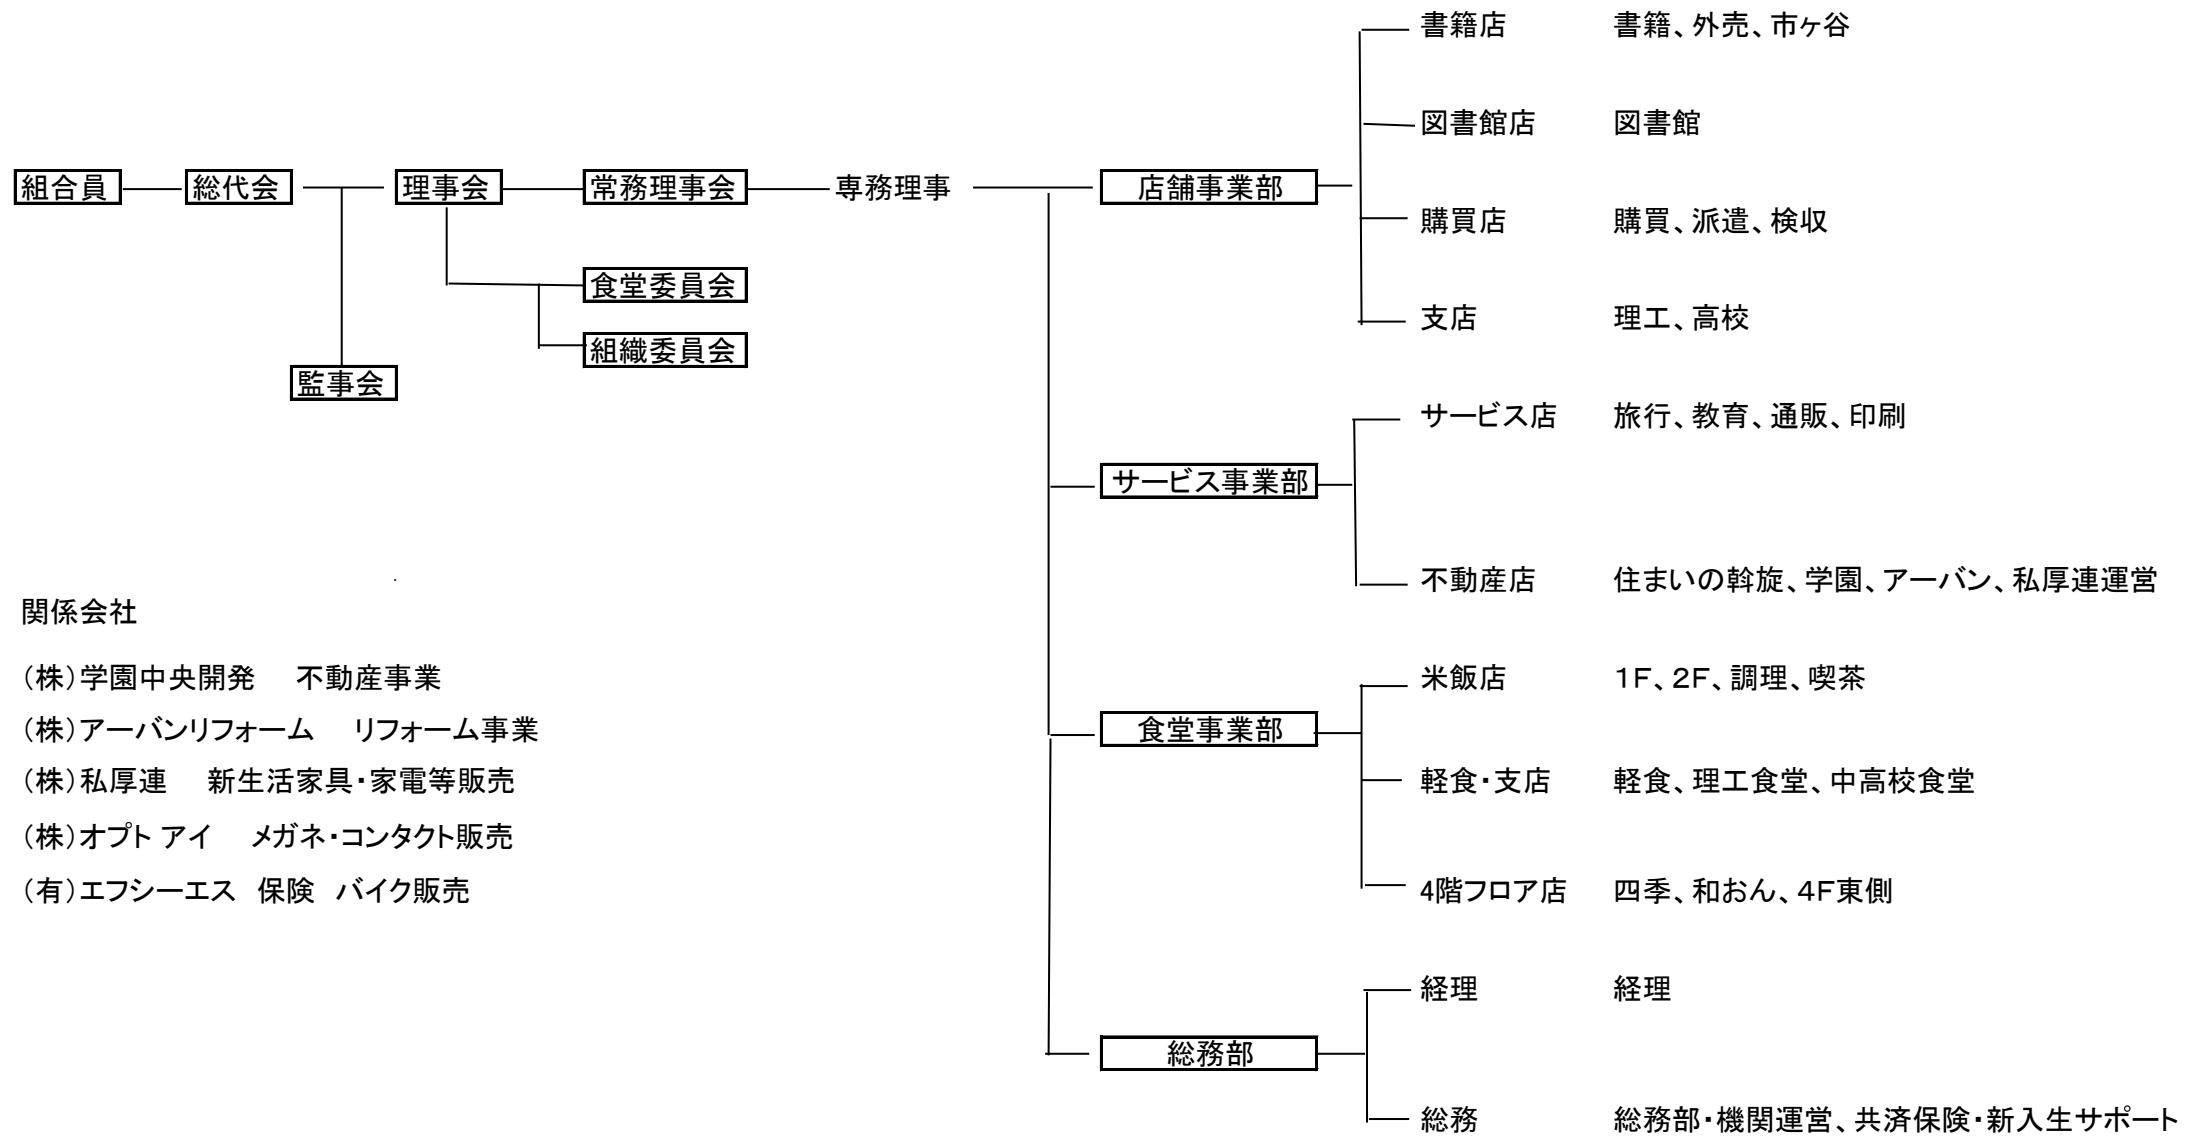 書籍店 書籍、外売、市ヶ谷
図書館店 図書館
組合員 総代会 理事会 常務理事会 専務理事 店舗事業部
購買店 購買、派遣、検収
食堂委員会
支店 理工、高校
組織委員会
監事会
サービス店 旅行、教育、通販、印刷
サービス事業部
不動産店 住まいの斡旋、学園、アーバン、私厚連運営
関係会社
（株）学園中央開発 不動産事業
米飯店 1F、2F、調理、喫茶
（株）アーバンリフォーム リフォーム事業
食堂事業部
（株）私厚連 新生活家具・家電等販売
軽食・支店 軽食、理工食堂、中高校食堂
（株）オプト アイ メガネ・コンタクト販売
（有）エフシーエス 保険 バイク販売
4階フロア店 四季、和おん、4F東側
経理 経理
総務部
総務 総務部・機関運営、共済保険・新入生サポート